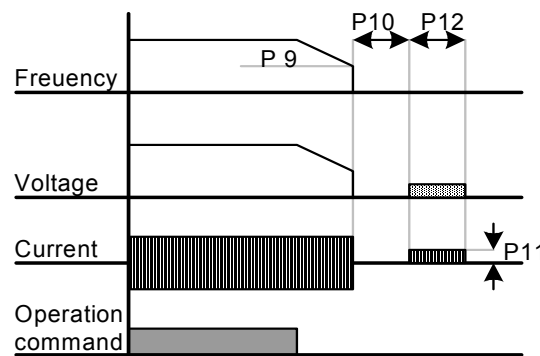 P10 P12
P 9
Freuency
Voltage
Current
P11
Operation
command